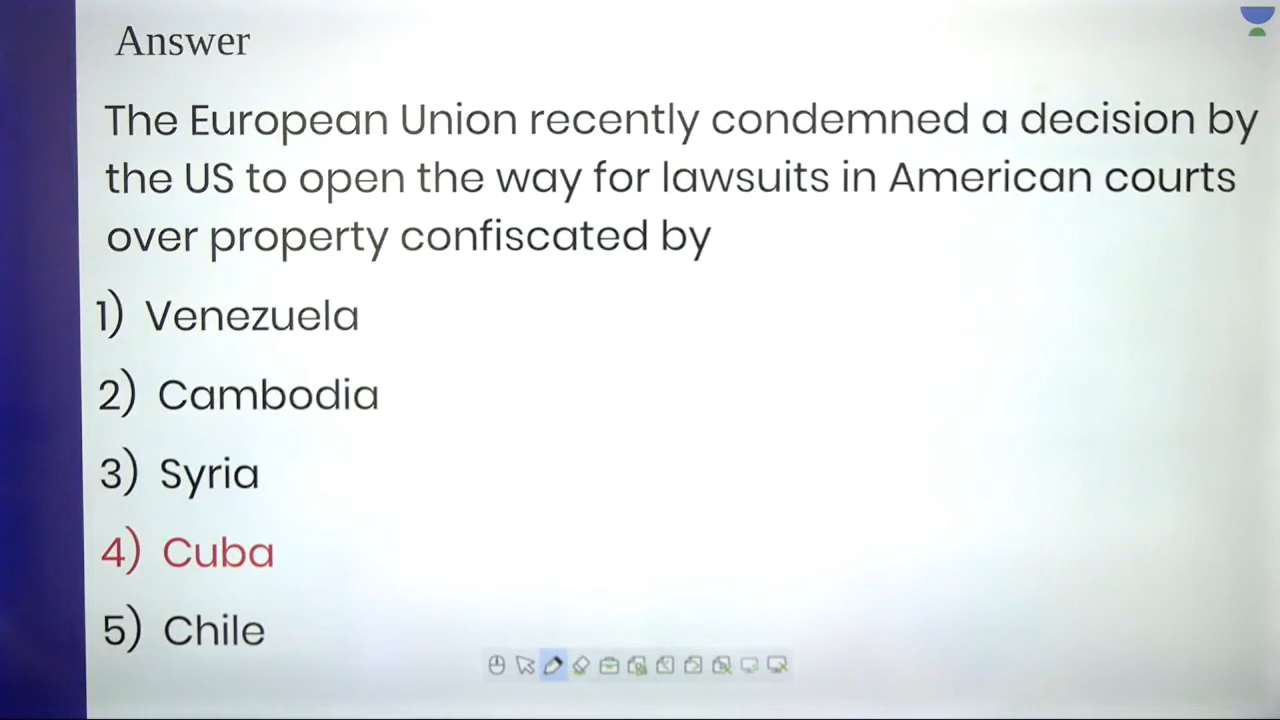 Answer
The European Union recently condemned a decision by
the US to open the way for lawsuits in American courts
over property confiscated by
1) Venezuela
2) Cambodia
3) Syria
4) Cuba
5) Chile